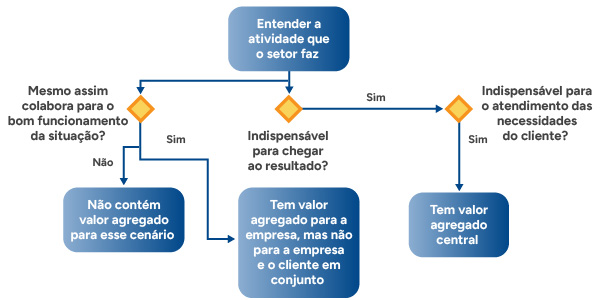 Entender a
atividade que
o setor faz
Mesmo assim
colabora para o
bom funcionamento
da situação?
Sim
Indispensável para
o atendimento das
necessidades
do cliente?
Indispensável
para chegar
ao resultado?
Não
Sim
Sim
Não contém
valor agregado
para esse cenário
Tem valor
agregado para a
empresa, mas não
para a empresa
e o cliente em
conjunto
Tem valor
agregado
central